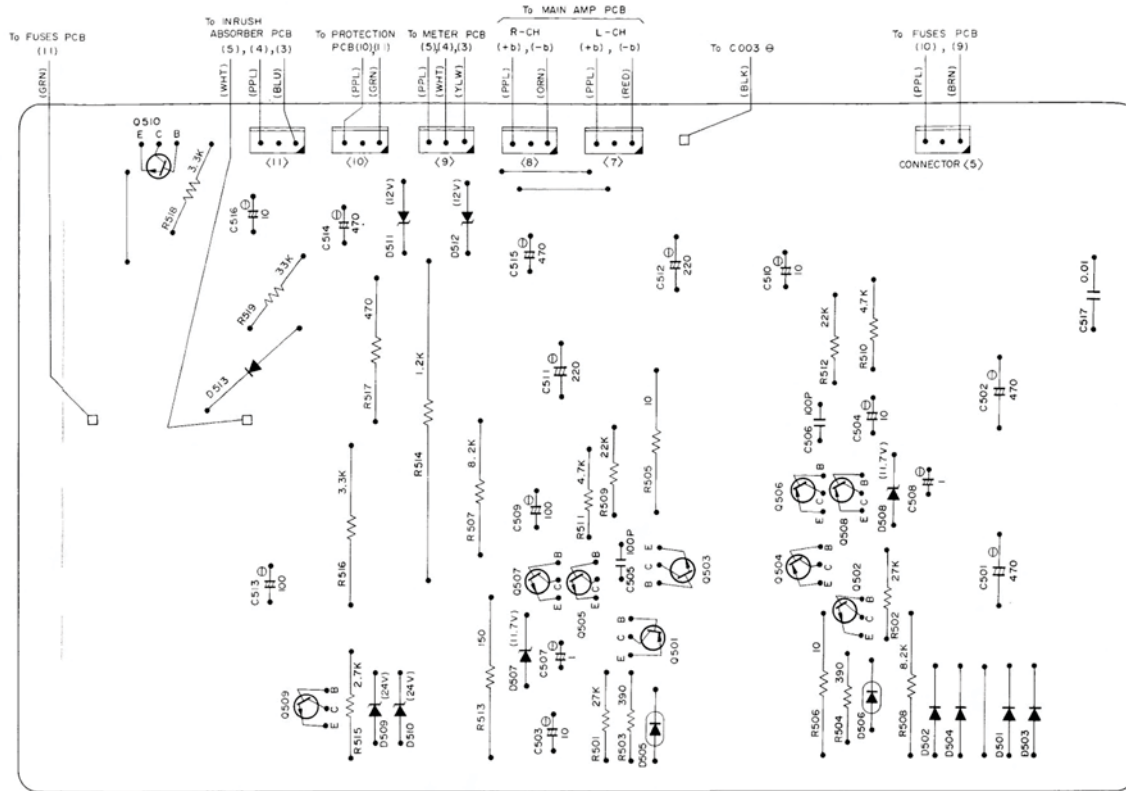 To MAIN AMP PCB
To FUSES PCB
(11)
To INRUSH
ABSORBER PCB
(5), (4), (3)
To PROTECTION
PCB(10)(11)
To METER PCB
(5)(4),(3)
R-CH
(+b), (-b)
L-CH
(+b), (-b)
To C003 ⊖
To FUSES PCB
(10), (9)
(GRN)
(WHT)
(PPL)
(BLU)
(PPL)
(GRN)
(PPL)
(WHT)
(YLW)
(PPL)
(ORN)
(PPL)
(RED)
(BLK)
(PPL)
(BRN)
Q510
E C B
⟨11⟩
⟨10⟩
⟨9⟩
⟨8⟩
⟨7⟩
CONNECTOR ⟨5⟩
R518
3.3K
C516
⊖
10
C514
⊖
470
D511
(12V)
D512
(12V)
C515
⊖
470
C512
⊖
220
C510
⊖
10
C517
0.01
R519
33K
R517
470
R514
1.2K
R512
22K
R510
4.7K
D513
C511
⊖
220
R505
10
C506
100P
C504
⊖
10
C502
⊖
470
R516
3.3K
R507
8.2K
C509
⊖
100
R511
4.7K
R509
22K
Q506
B
C
E
Q508
B
C
E
D508
(11.7V)
C508
⊖
1
C513
⊖
100
Q507
B
C
E
Q505
B
C
E
C505
100P
E
C
B
Q503
Q504
B
C
E
Q502
B
C
E
R502
27K
C501
⊖
470
R513
150
D507
(11.7V)
C507
⊖
1
B
C
E
Q501
Q509
B
C
E
R515
2.7K
D509
(24V)
D510
(24V)
C503
⊖
10
R501
27K
R503
390
D505
R506
10
R504
390
D506
R508
8.2K
D502
D504
D501
D503